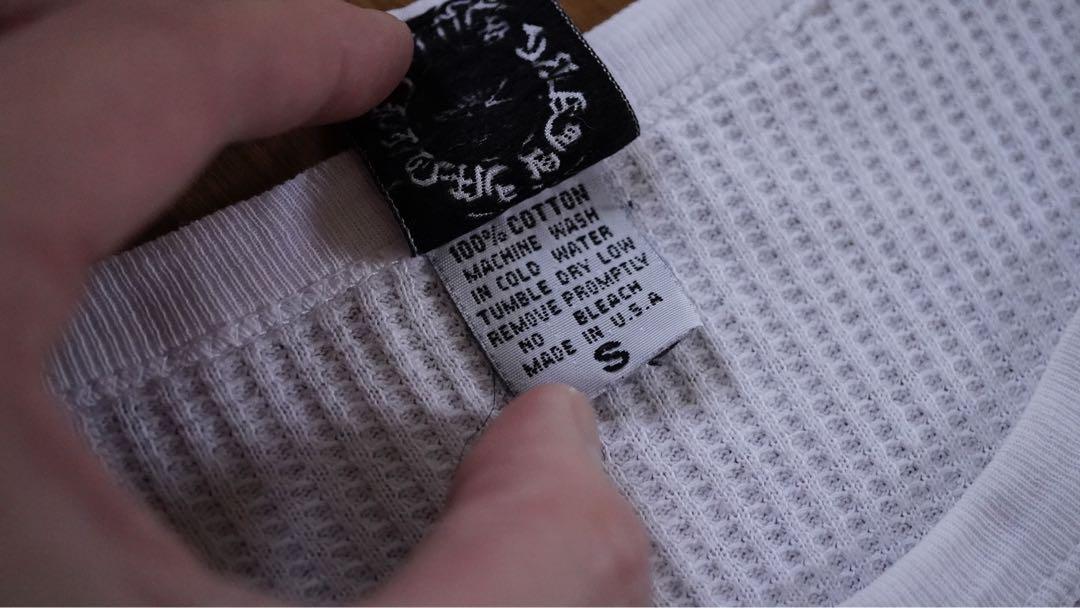 100% COTTON
MACHINE WASH
IN COLD WATER
TUMBLE DRY LOW
REMOVE PROMPTLY
NO BLEACH
MADE IN U.S.A
S